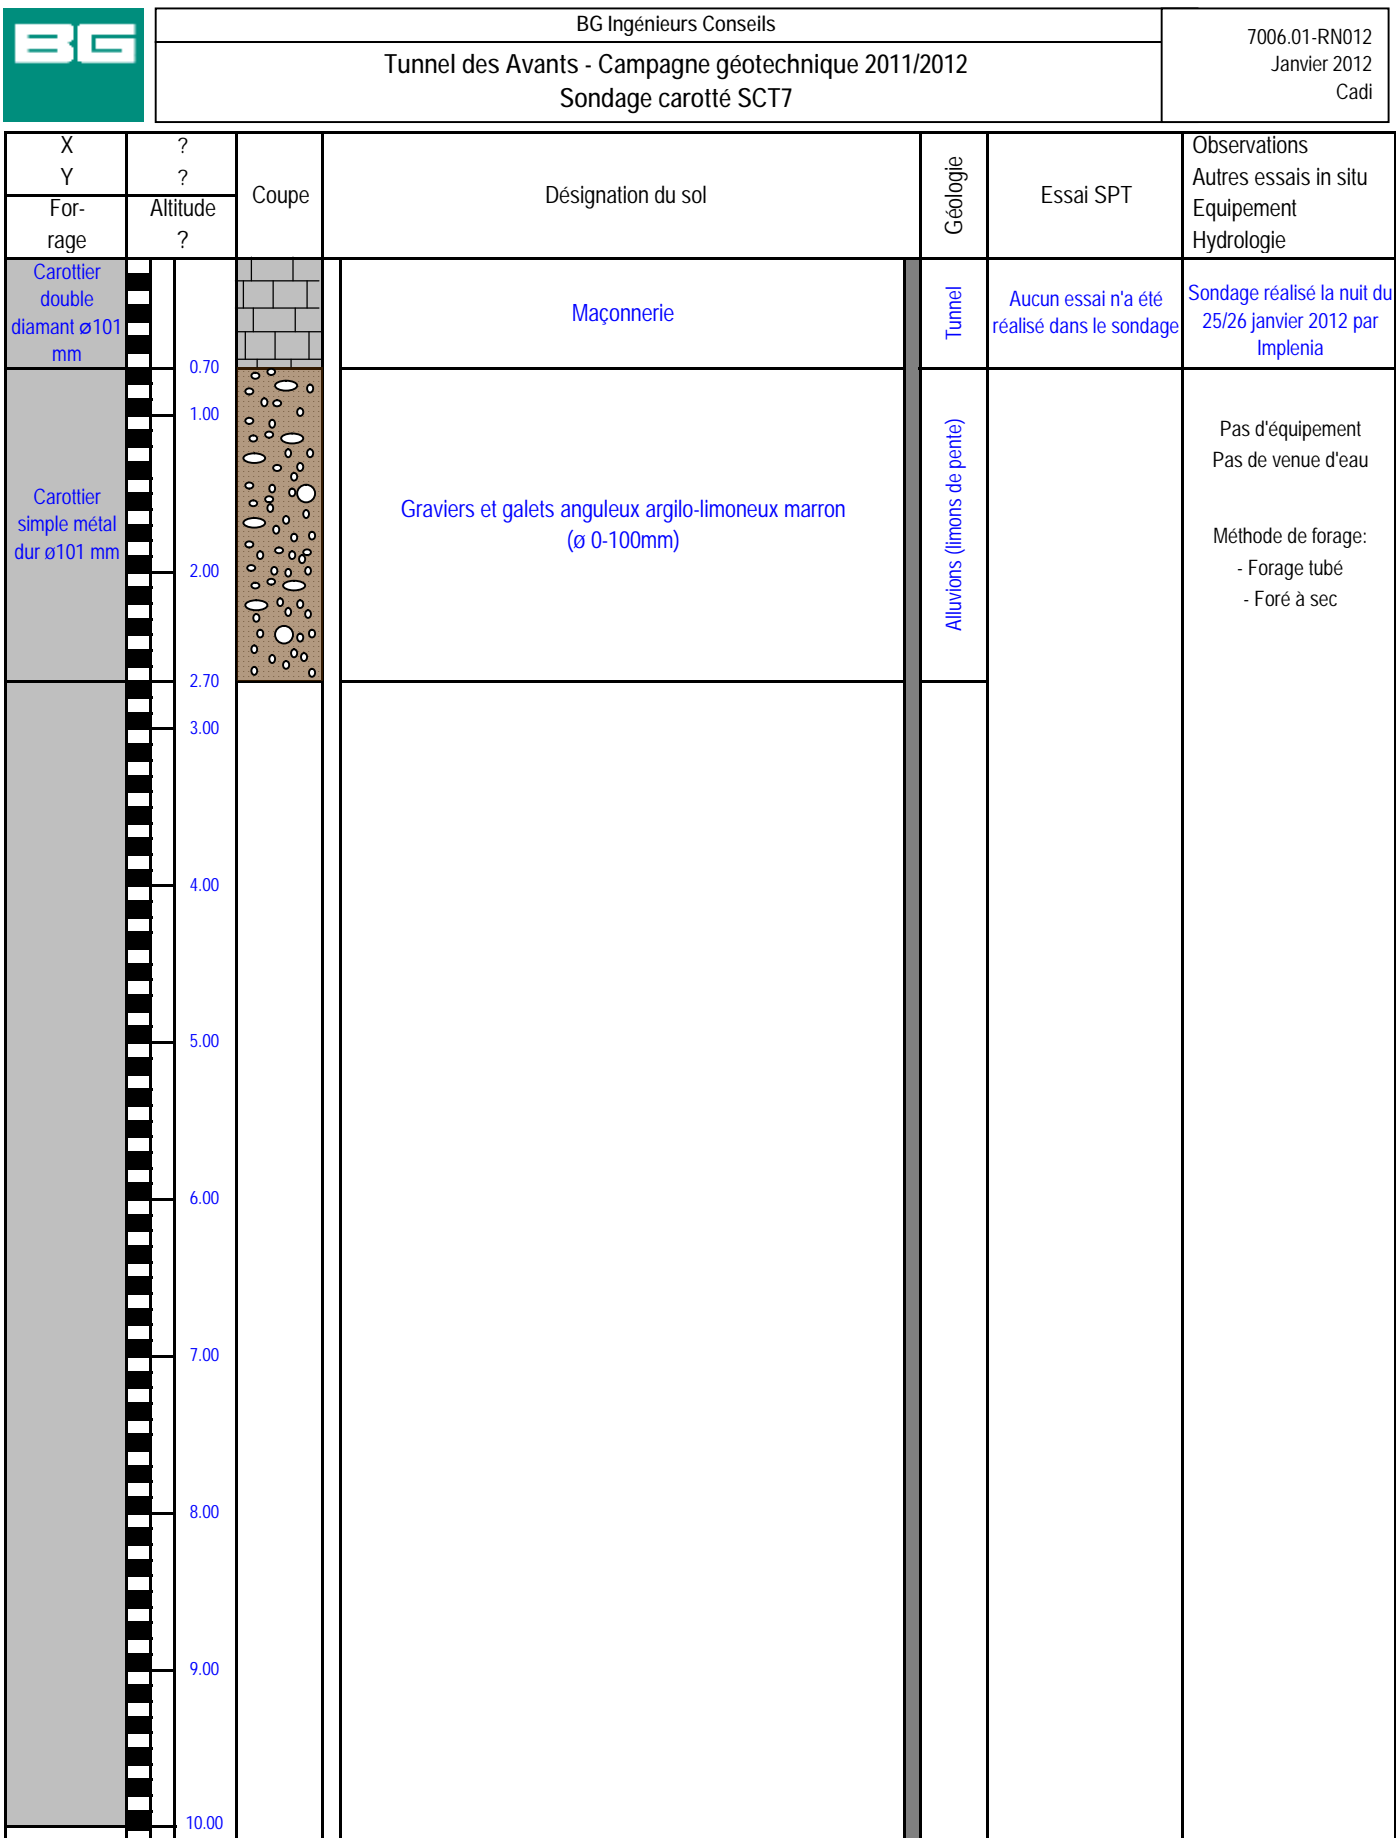 BG
BG Ingénieurs Conseils
Tunnel des Avants - Campagne géotechnique 2011/2012
Sondage carotté SCT7
7006.01-RN012
Janvier 2012
Cadi
X
?
Y
?
For-
rage
Altitude
?
Coupe
Désignation du sol
Géologie
Essai SPT
Observations
Autres essais in situ
Equipement
Hydrologie
Carottier
double
diamant ø101
mm
Maçonnerie
Tunnel
Aucun essai n'a été
réalisé dans le sondage
Sondage réalisé la nuit du
25/26 janvier 2012 par
Implenia
0.70
1.00
Carottier
simple métal
dur ø101 mm
Graviers et galets anguleux argilo-limoneux marron
(ø 0-100mm)
Alluvions (limons de pente)
Pas d'équipement
Pas de venue d'eau
Méthode de forage:
- Forage tubé
- Foré à sec
2.00
2.70
3.00
4.00
5.00
6.00
7.00
8.00
9.00
10.00